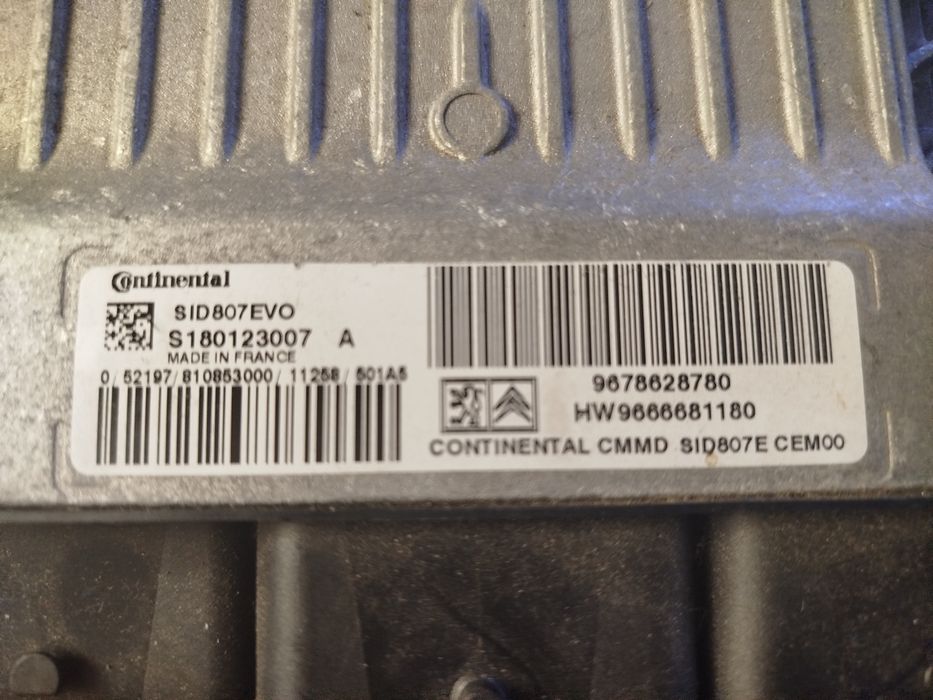 Continental
SID807EVO
S180123007 A
MADE IN FRANCE
0/52197/810853000/11258/501A5
9678628780
HW9666681180
CONTINENTAL CMMD SID807E CEM00